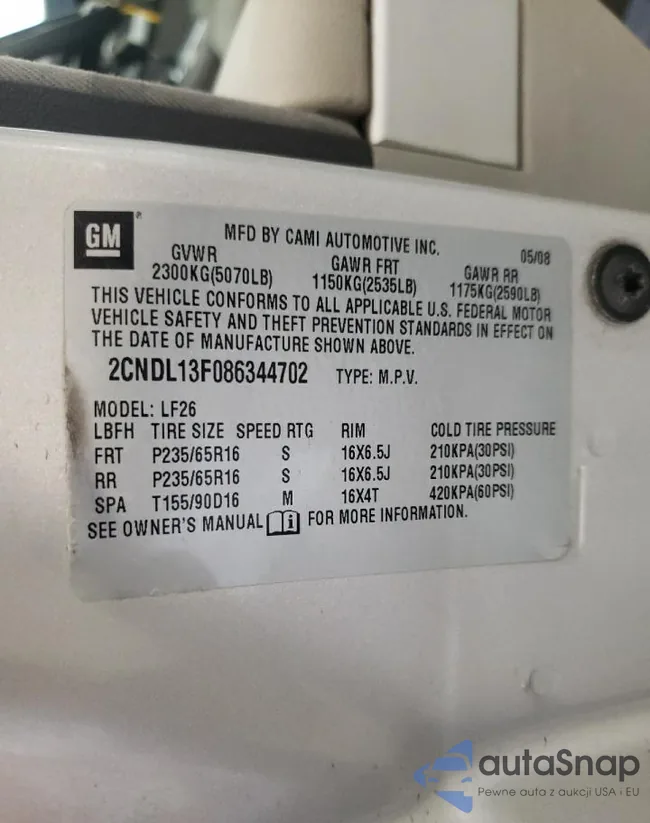 GM
MFD BY CAMI AUTOMOTIVE INC. 05/08
GVWR GAWR FRT GAWR RR
2300KG(5070LB) 1150KG(2535LB) 1175KG(2590LB)
THIS VEHICLE CONFORMS TO ALL APPLICABLE U.S. FEDERAL MOTOR
VEHICLE SAFETY AND THEFT PREVENTION STANDARDS IN EFFECT ON
THE DATE OF MANUFACTURE SHOWN ABOVE.
2CNDL13F086344702 TYPE: M.P.V.
MODEL: LF26
LBFH TIRE SIZE SPEED RTG RIM COLD TIRE PRESSURE
FRT P235/65R16 S 16X6.5J 210KPA(30PSI)
RR P235/65R16 S 16X6.5J 210KPA(30PSI)
SPA T155/90D16 M 16X4T 420KPA(60PSI)
SEE OWNER'S MANUAL FOR MORE INFORMATION.
autaSnap
Pewne auta z aukcji USA i EU